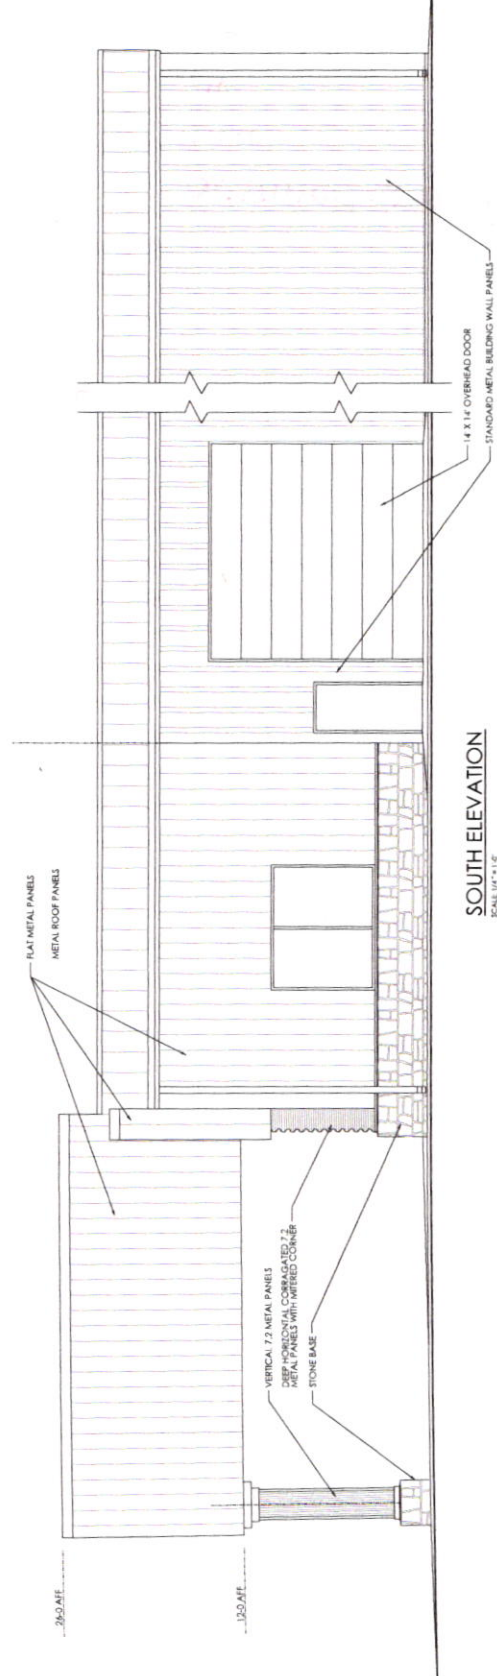 26-0 AFF
12-0 AFF
FLAT METAL PANELS
METAL ROOF PANELS
VERTICAL 7.2 METAL PANELS
DEEP HORIZONTAL CORRAGATED 7.2
METAL PANELS WITH MITERED CORNER
STONE BASE
14 X 14' OVERHEAD DOOR
STANDARD METAL BUILDING WALL PANELS
SOUTH ELEVATION
SCALE: 1/4" = 1'-0"